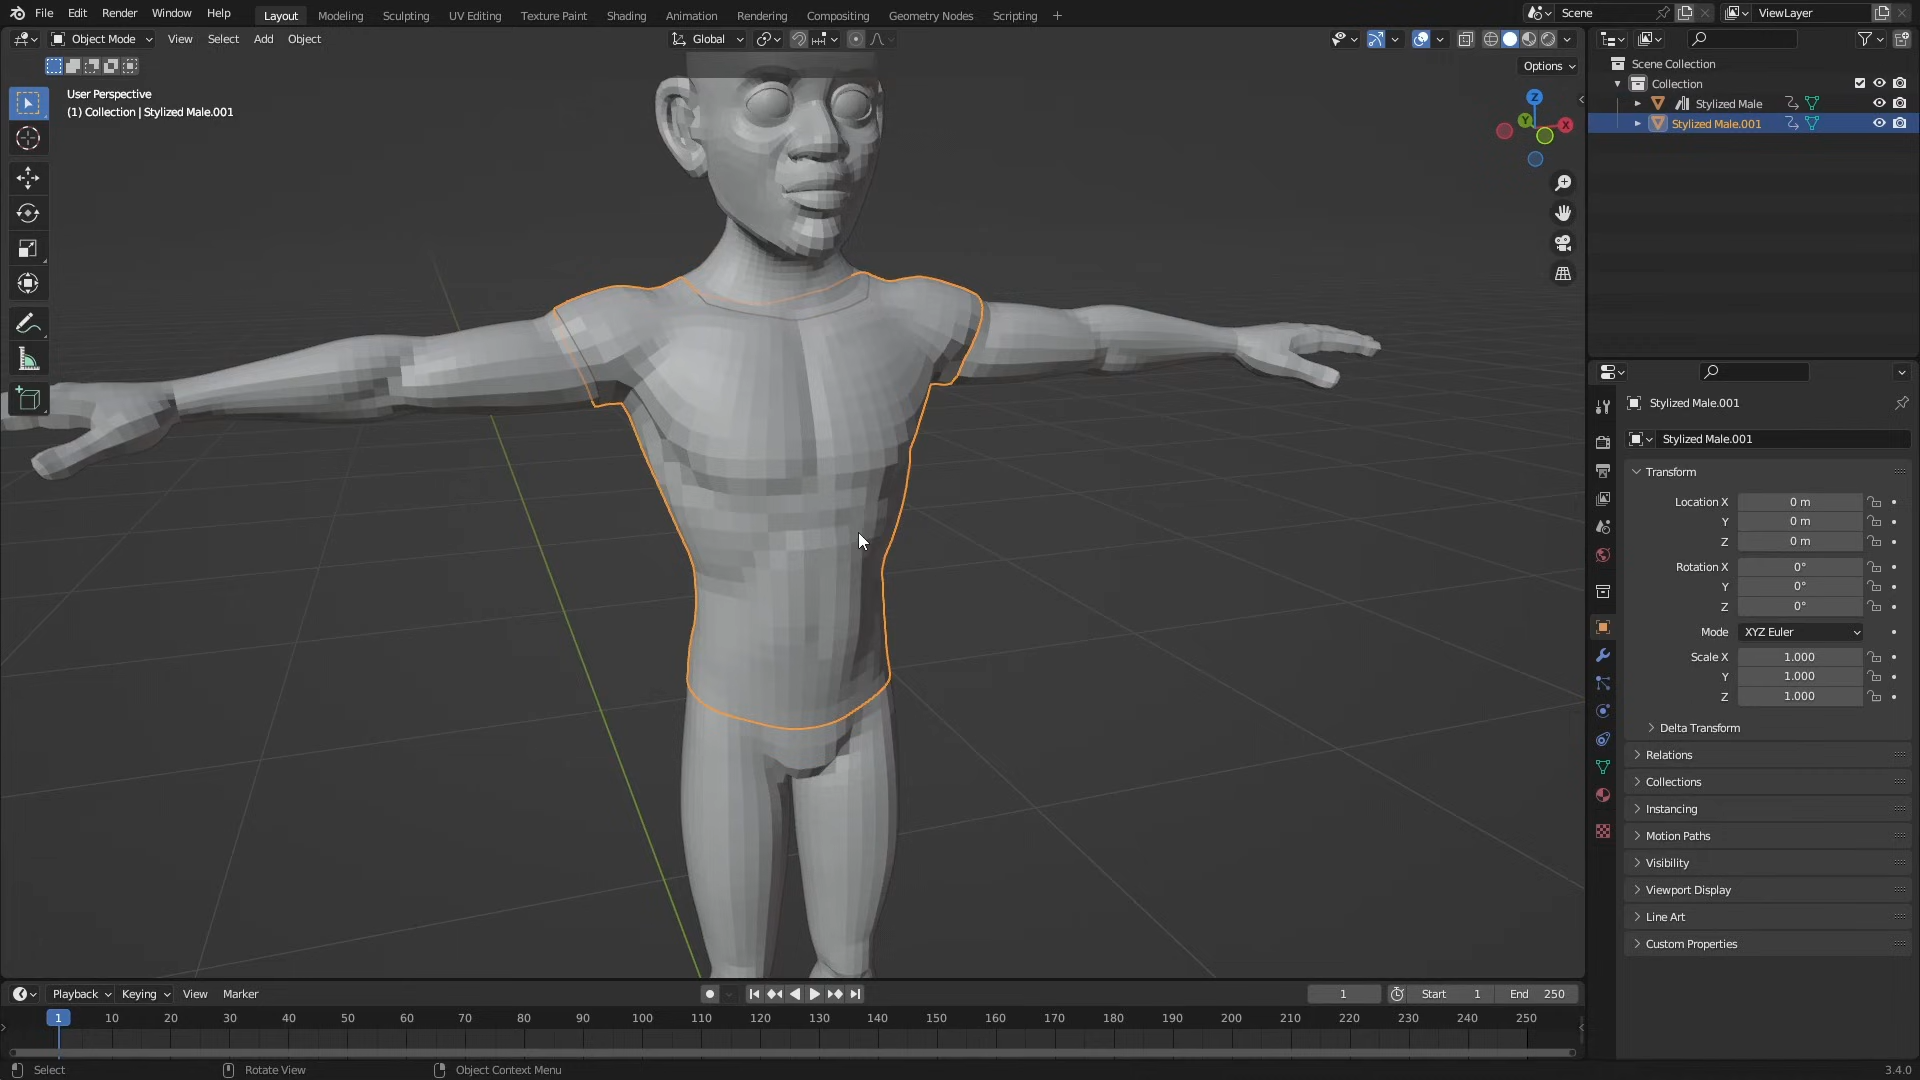 File Edit Render Window Help Layout Modeling Sculpting UV Editing Texture Paint Shading Animation Rendering Compositing Geometry Nodes Scripting + Scene ViewLayer
Object Mode View Select Add Object Global
Options
User Perspective
(1) Collection | Stylized Male.001
Z
Y
X
Scene Collection
Collection
Stylized Male
Stylized Male.001
Stylized Male.001
Stylized Male.001
Transform
Location X 0 m
Y 0 m
Z 0 m
Rotation X 0°
Y 0°
Z 0°
Mode XYZ Euler
Scale X 1.000
Y 1.000
Z 1.000
Delta Transform
Relations
Collections
Instancing
Motion Paths
Visibility
Viewport Display
Line Art
Custom Properties
Playback Keying View Marker 1 Start 1 End 250
1 10 20 30 40 50 60 70 80 90 100 110 120 130 140 150 160 170 180 190 200 210 220 230 240 250
Select Rotate View Object Context Menu 3.4.0